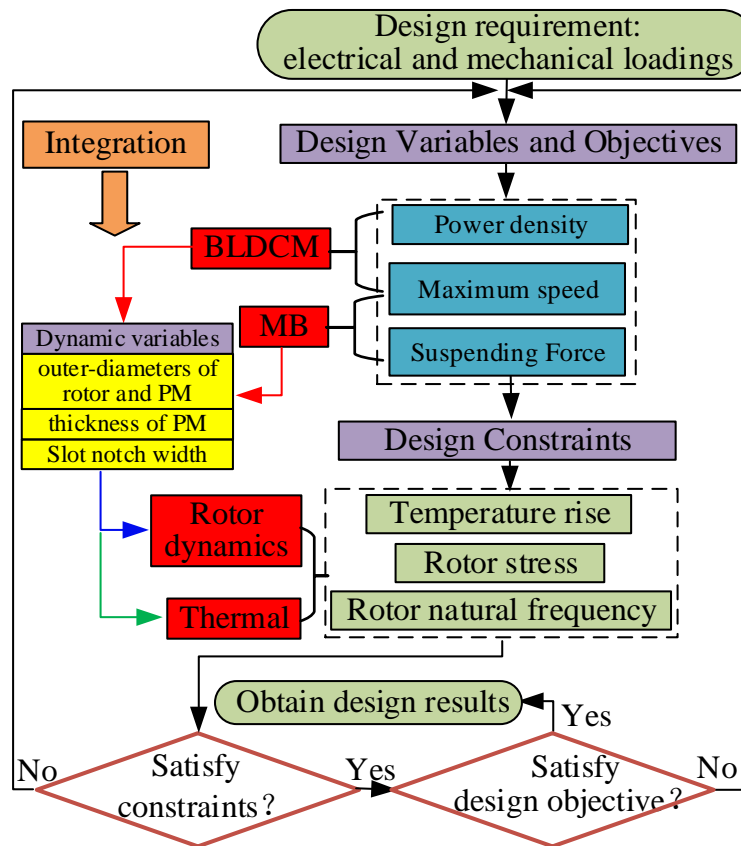 Design requirement:
electrical and mechanical loadings
Integration
Design Variables and Objectives
BLDCM
Power density
Maximum speed
MB
Suspending Force
Dynamic variables
outer-diameters of
rotor and PM
thickness of PM
Slot notch width
Design Constraints
Rotor
dynamics
Thermal
Temperature rise
Rotor stress
Rotor natural frequency
Obtain design results
Yes
No
Satisfy
constraints?
Yes
Satisfy
design objective?
No